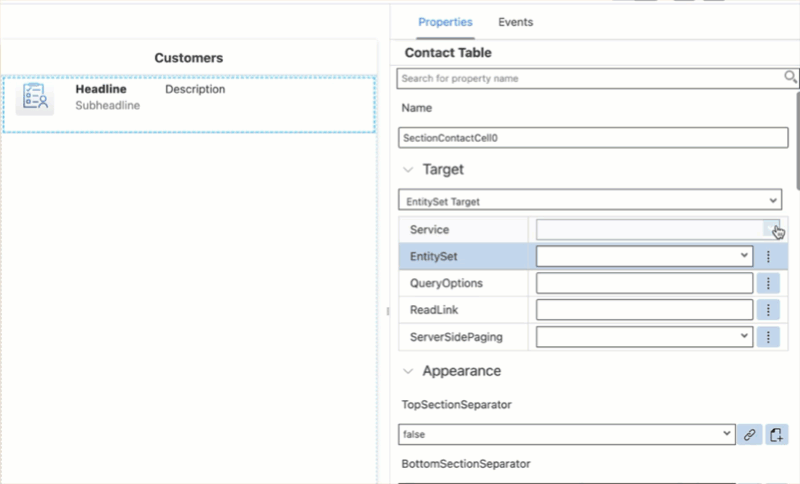 Properties Events
Customers
Contact Table
Headline Description
Subheadline
Search for property name
Name
SectionContactCell0
Target
EntitySet Target
Service
EntitySet
QueryOptions
ReadLink
ServerSidePaging
Appearance
TopSectionSeparator
false
BottomSectionSeparator